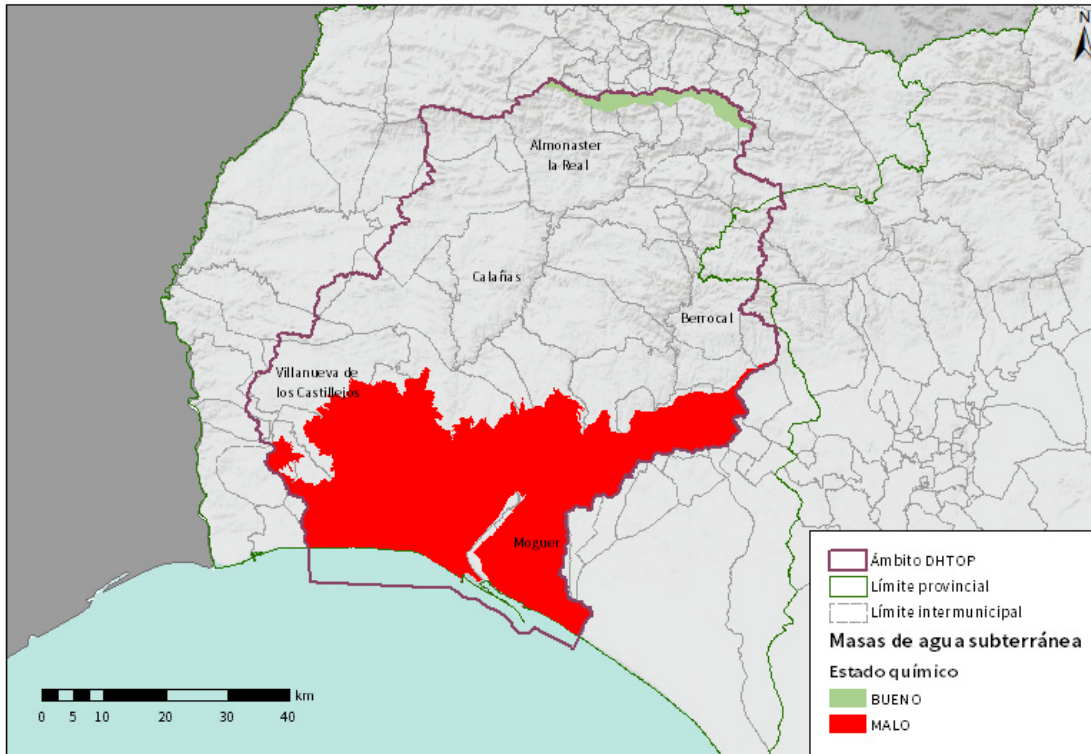 N
Almonaster
la Real
Calañas
Berrocal
Villanueva de
los Castillejos
Moguer
Ámbito DHTOP
Límite provincial
Límite intermunicipal
Masas de agua subterránea
Estado químico
BUENO
MALO
km
0 5 10 20 30 40